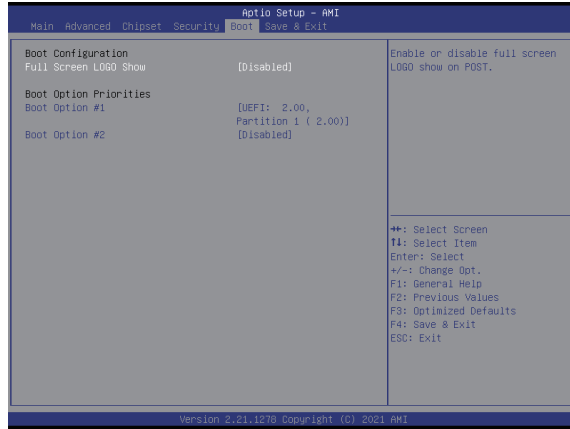 Aptio Setup – AMI
Main Advanced Chipset Security Boot Save & Exit
Boot Configuration
Full Screen LOGO Show [Disabled]
Boot Option Priorities
Boot Option #1 [UEFI: 2.00,
Partition 1 ( 2.00)]
Boot Option #2 [Disabled]
Enable or disable full screen
LOGO show on POST.
→←: Select Screen
↑↓: Select Item
Enter: Select
+/-: Change Opt.
F1: General Help
F2: Previous Values
F3: Optimized Defaults
F4: Save & Exit
ESC: Exit
Version 2.21.1278 Copyright (C) 2021 AMI